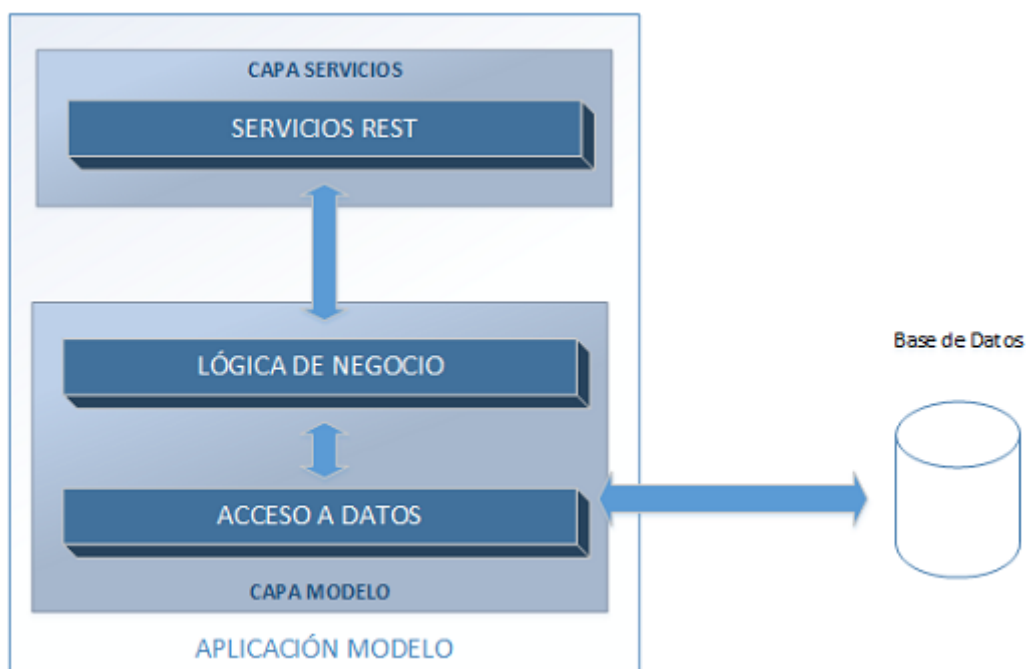 CAPA SERVICIOS
SERVICIOS REST
LÓGICA DE NEGOCIO
Base de Datos
ACCESO A DATOS
CAPA MODELO
APLICACIÓN MODELO